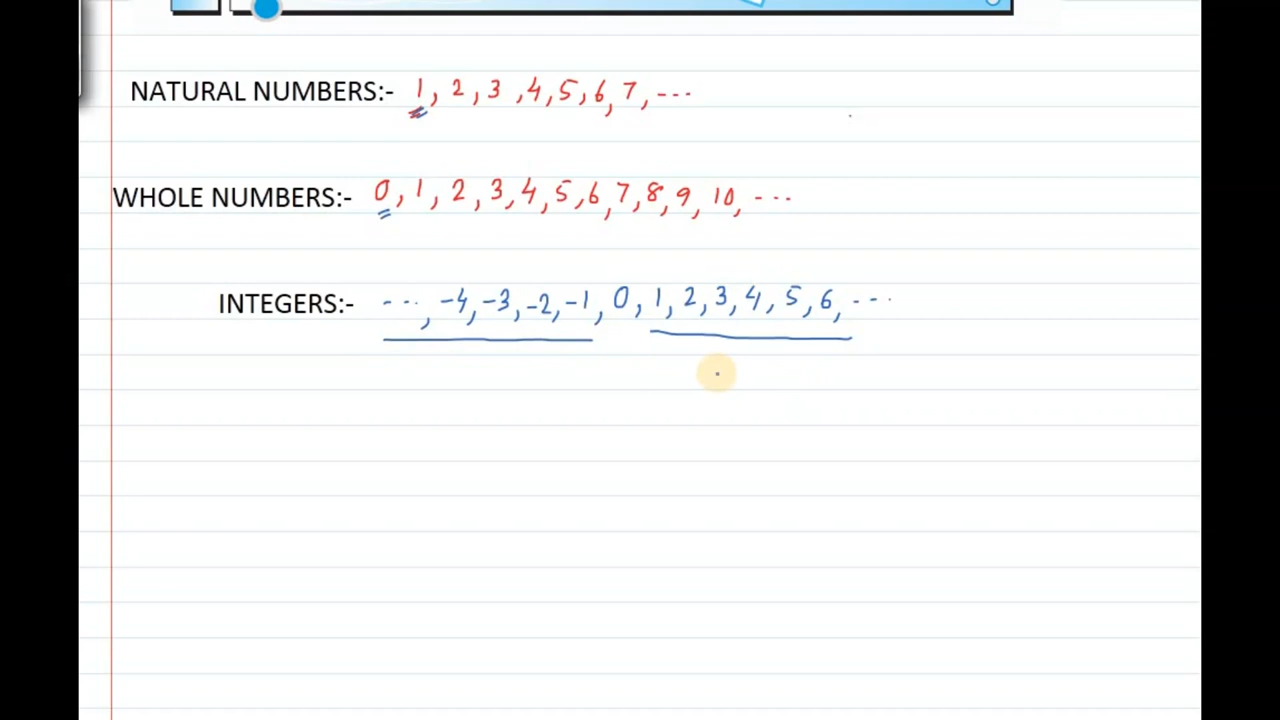 NATURAL NUMBERS:- 1, 2, 3, 4, 5, 6, 7, ---
WHOLE NUMBERS:- 0, 1, 2, 3, 4, 5, 6, 7, 8, 9, 10, ---
INTEGERS:- ---, -4, -3, -2, -1, 0, 1, 2, 3, 4, 5, 6, ---